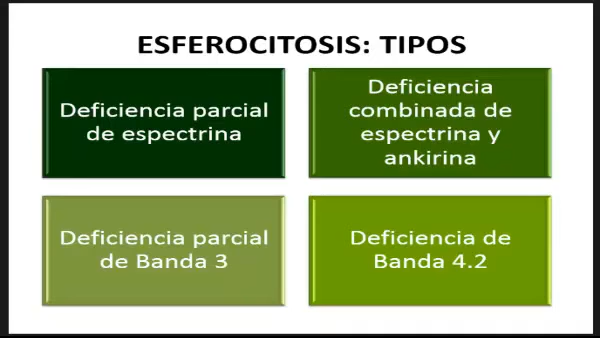 ESFEROCITOSIS: TIPOS
Deficiencia parcial
de espectrina
Deficiencia
combinada de
espectrina y
ankirina
Deficiencia parcial
de Banda 3
Deficiencia de
Banda 4.2